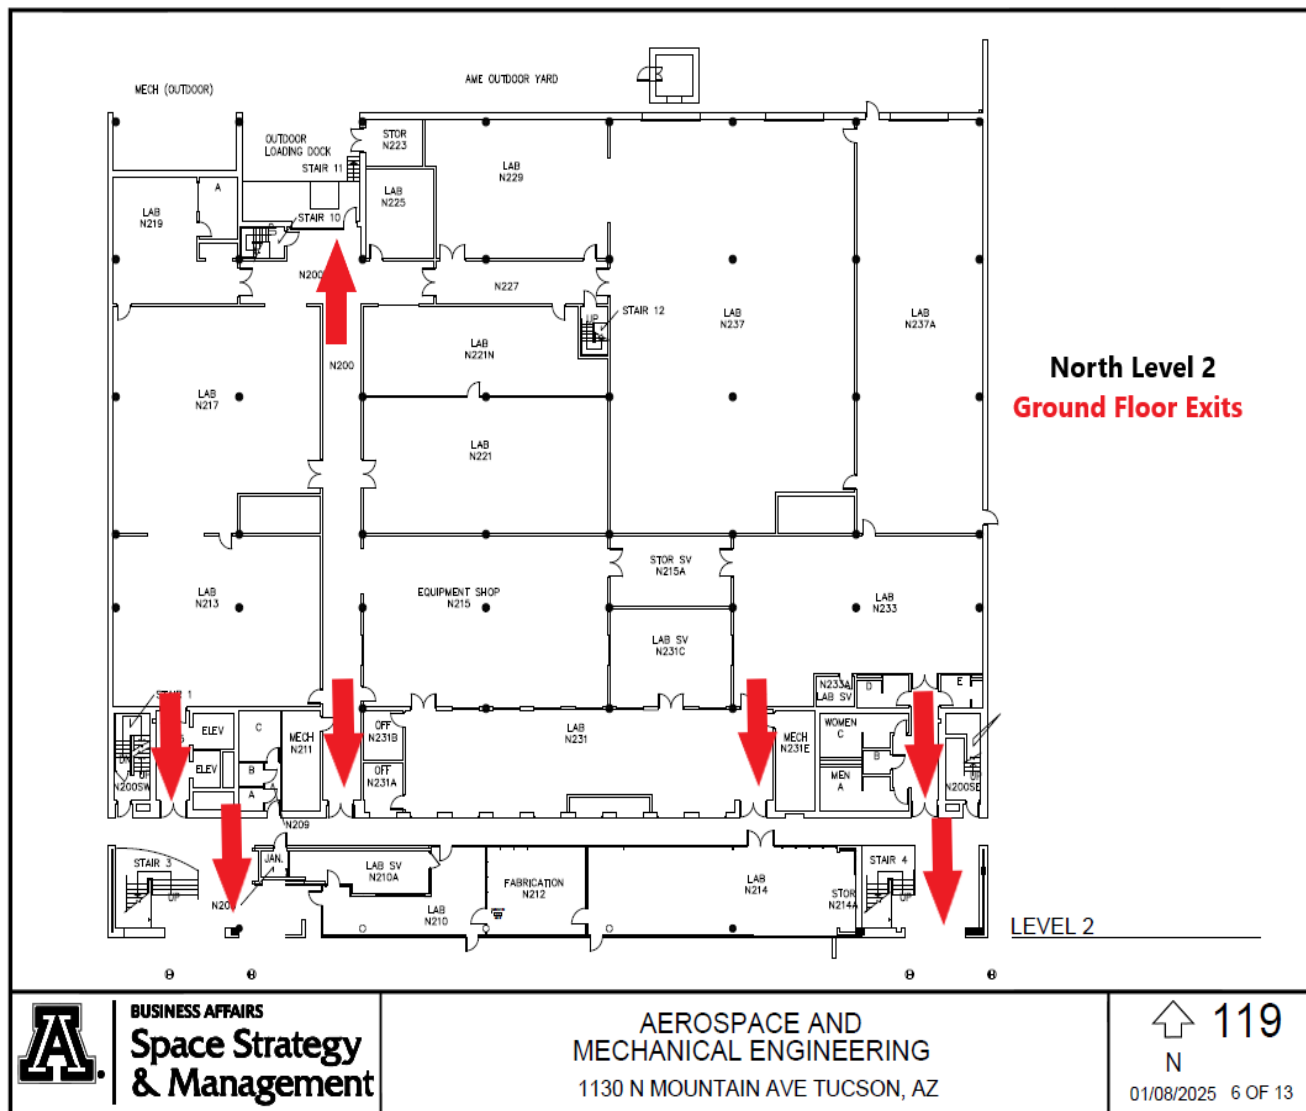 MECH (OUTDOOR)
AME OUTDOOR YARD
OUTDOOR
LOADING DOCK
STAIR 11
STOR
N223
LAB
N229
LAB
N225
A
LAB
N219
STAIR 10
N200
N227
UP
STAIR 12
LAB
N237
LAB
N237A
LAB
N221N
N200
North Level 2
Ground Floor Exits
LAB
N217
LAB
N221
STOR SV
N215A
LAB
N213
EQUIPMENT SHOP
N215
LAB
N233
LAB SV
N231C
STAIR 1
N233A
LAB SV
D
E
ELEV
C
MECH
N211
OFF
N231B
LAB
N231
MECH
N231E
WOMEN
C
ELEV
B
OFF
N231A
MEN
A
B
UP
N200SW
A
UP
N200SE
N209
STAIR 3
JAN.
LAB SV
N210A
FABRICATION
N212
LAB
N214
STAIR 4
UP
LAB
N210
STOR
N214A
UP
LEVEL 2
BUSINESS AFFAIRS
Space Strategy
& Management
A
AEROSPACE AND
MECHANICAL ENGINEERING
1130 N MOUNTAIN AVE TUCSON, AZ
119
N
01/08/2025 6 OF 13